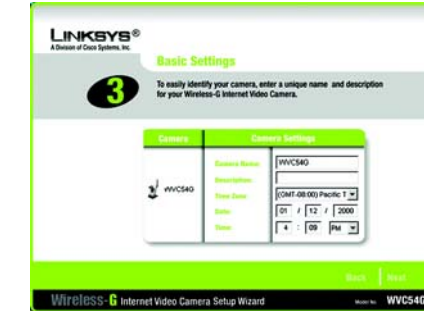 LINKSYS®
A Division of Cisco Systems, Inc.
Basic Settings
3
To easily identify your camera, enter a unique name and description
for your Wireless-G Internet Video Camera.
Camera
Camera Settings
WVC54G
Camera Name: WVC54G
Description:
Time Zone: (GMT-08:00) Pacific T
Date: 01 / 12 / 2000
Time: 4 : 09 PM
Back
Next
Wireless-G Internet Video Camera Setup Wizard
Model No. WVC54G